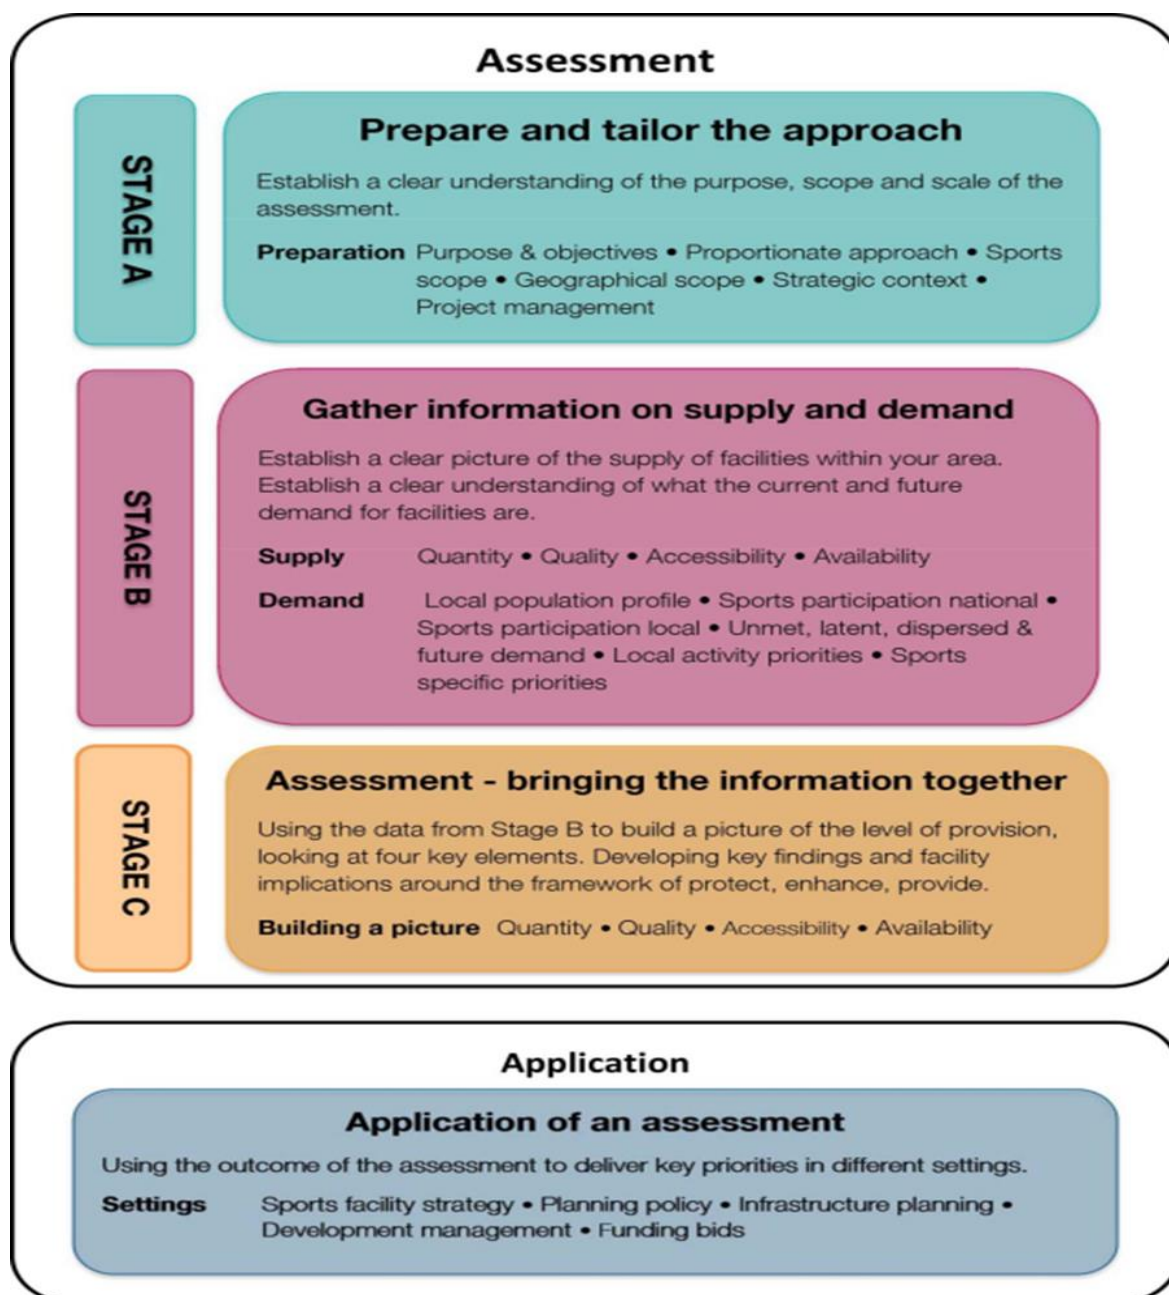 Assessment
STAGE A
Prepare and tailor the approach
Establish a clear understanding of the purpose, scope and scale of the
assessment.
Preparation Purpose & objectives • Proportionate approach • Sports
scope • Geographical scope • Strategic context •
Project management
STAGE B
Gather information on supply and demand
Establish a clear picture of the supply of facilities within your area.
Establish a clear understanding of what the current and future
demand for facilities are.
Supply Quantity • Quality • Accessibility • Availability
Demand Local population profile • Sports participation national •
Sports participation local • Unmet, latent, dispersed &
future demand • Local activity priorities • Sports
specific priorities
STAGE C
Assessment - bringing the information together
Using the data from Stage B to build a picture of the level of provision,
looking at four key elements. Developing key findings and facility
implications around the framework of protect, enhance, provide.
Building a picture Quantity • Quality • Accessibility • Availability
Application
Application of an assessment
Using the outcome of the assessment to deliver key priorities in different settings.
Settings Sports facility strategy • Planning policy • Infrastructure planning •
Development management • Funding bids